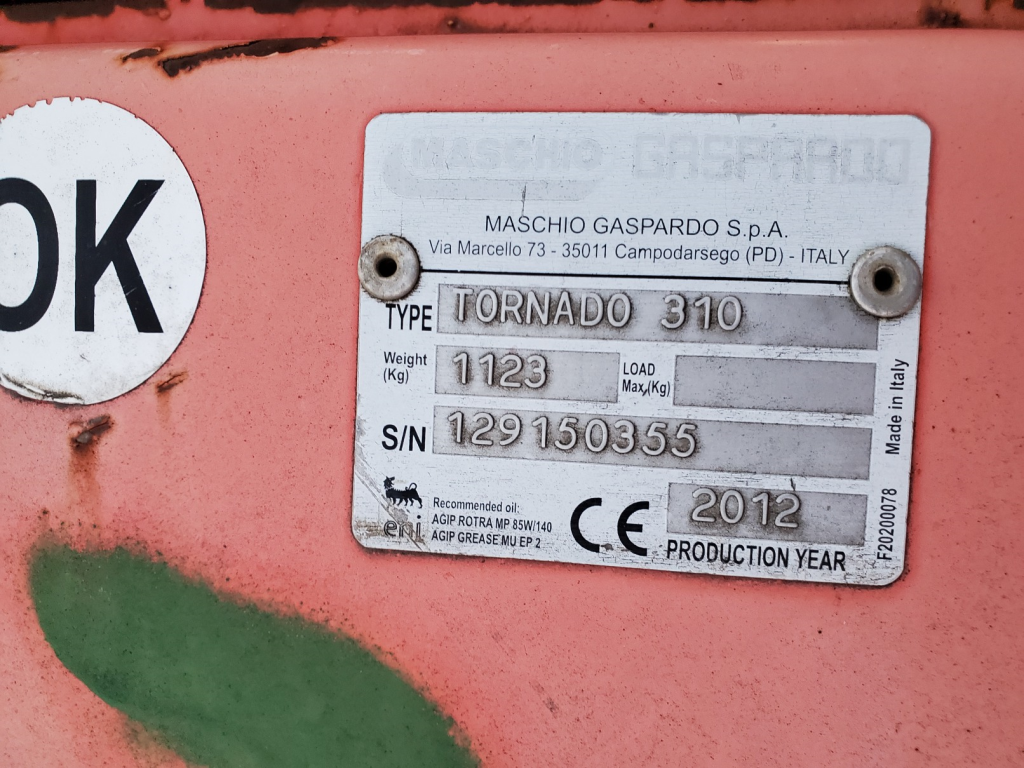 OK
MASCHIO GASPARDO
MASCHIO GASPARDO S.p.A.
Via Marcello 73 - 35011 Campodarsego (PD) - ITALY
TYPE TORNADO 310
Weight (Kg) 1123 LOAD Max.(Kg)
S/N 129150355
eni
Recommended oil:
AGIP ROTRA MP 85W/140
AGIP GREASE MU EP 2
CE
2012
PRODUCTION YEAR
Made in Italy
F20200078